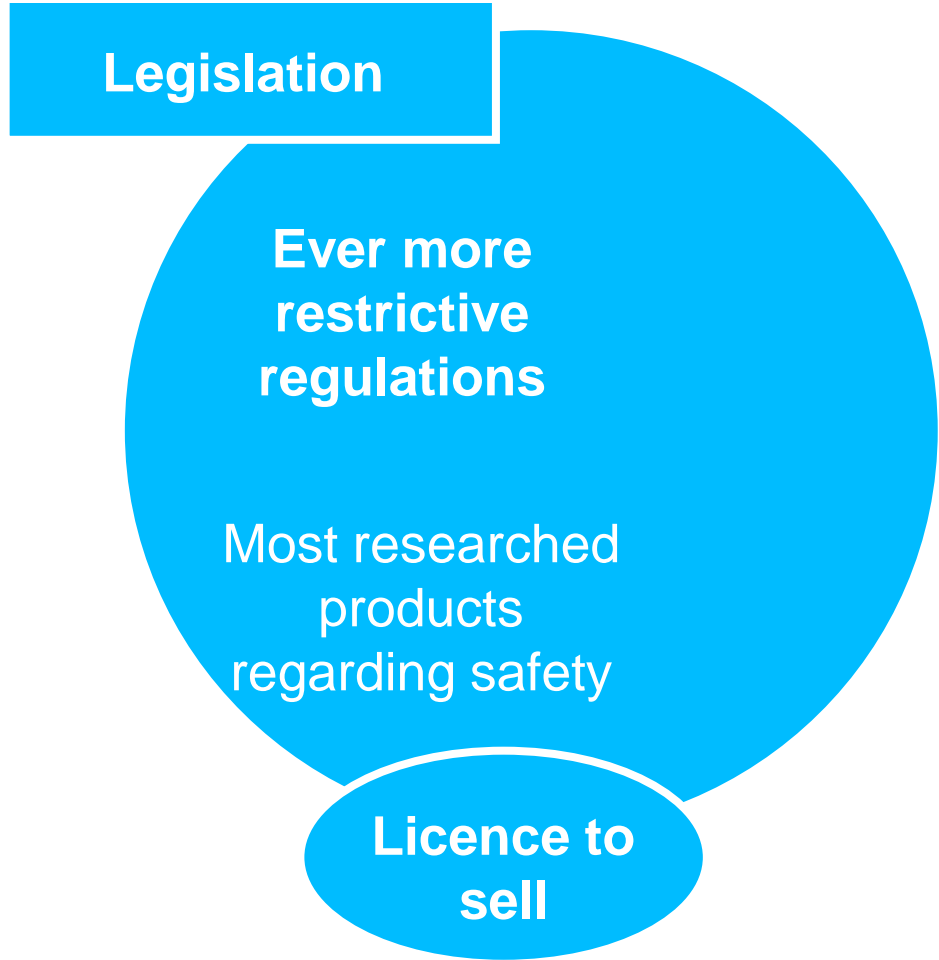 Legislation
Ever more
restrictive
regulations
Most researched
products
regarding safety
Licence to
sell